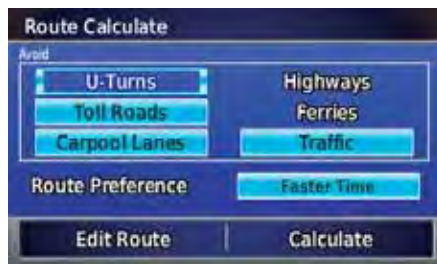 Route Calculate
Avoid
U-Turns Highways
Toll Roads Ferries
Carpool Lanes Traffic
Route Preference Faster Time
Edit Route Calculate